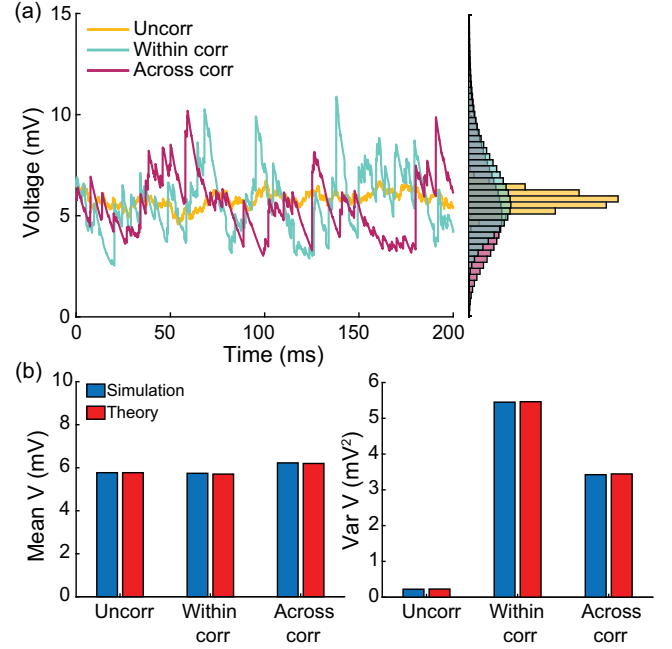 (a)
Uncorr
Within corr
Across corr
15
10
5
0
Voltage (mV)
0 50 100 150 200
Time (ms)
(b)
Simulation
Theory
10
8
6
4
2
0
Mean V (mV)
Uncorr Within corr Across corr
6
5
4
3
2
1
0
Var V (mV²)
Uncorr Within corr Across corr